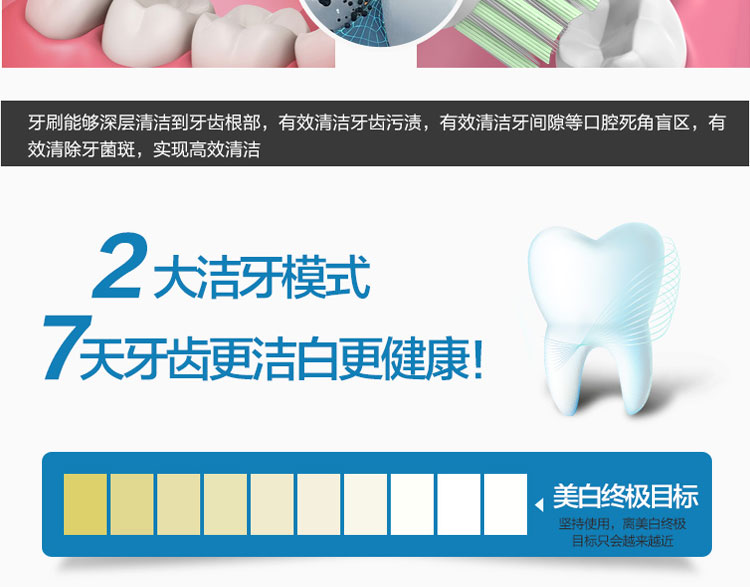 牙刷能够深层清洁到牙齿根部，有效清洁牙齿污渍，有效清洁牙间隙等口腔死角盲区，有
效清除牙菌斑，实现高效清洁
2大洁牙模式
7天牙齿更洁白更健康!
美白终极目标
坚持使用，离美白终极
目标只会越来越近